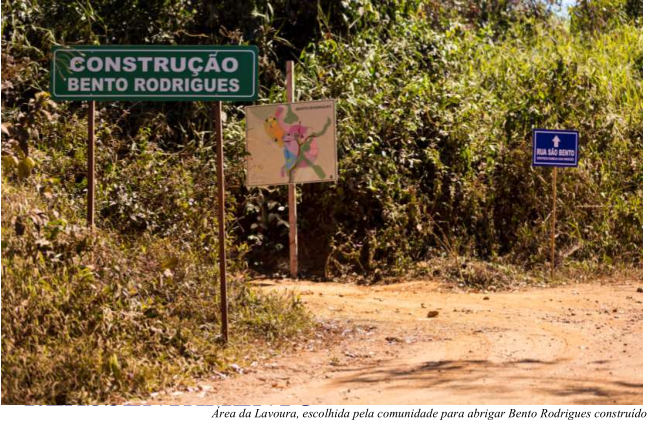 CONSTRUÇÃO
BENTO RODRIGUES
RUA SÃO BENTO
Área da Lavoura, escolhida pela comunidade para abrigar Bento Rodrigues construído